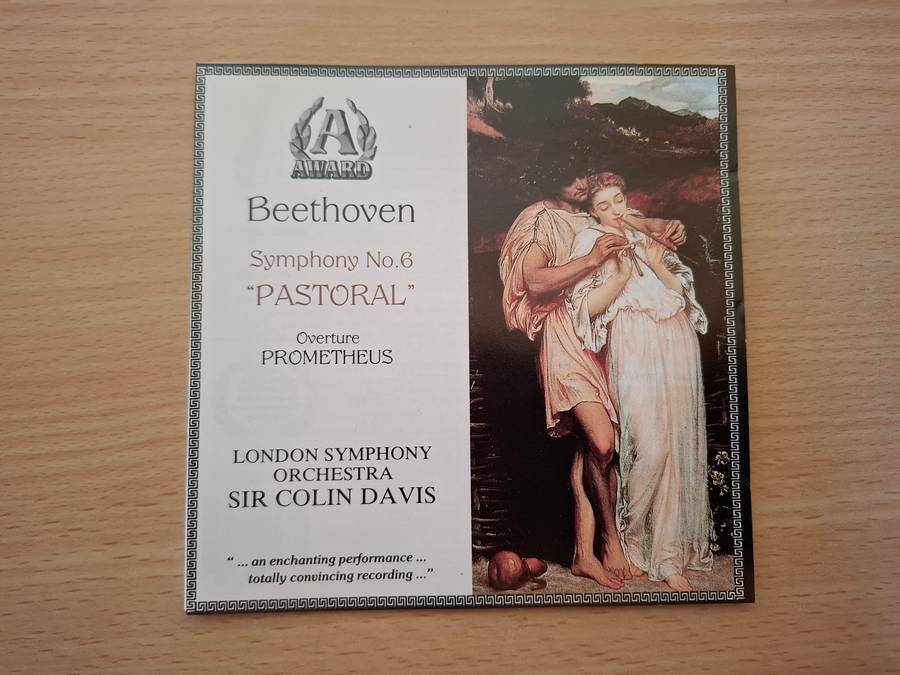 A
AWARD
Beethoven
Symphony No.6
“PASTORAL”
Overture
PROMETHEUS
LONDON SYMPHONY
ORCHESTRA
SIR COLIN DAVIS
“ ... an enchanting performance ...
totally convincing recording ...”